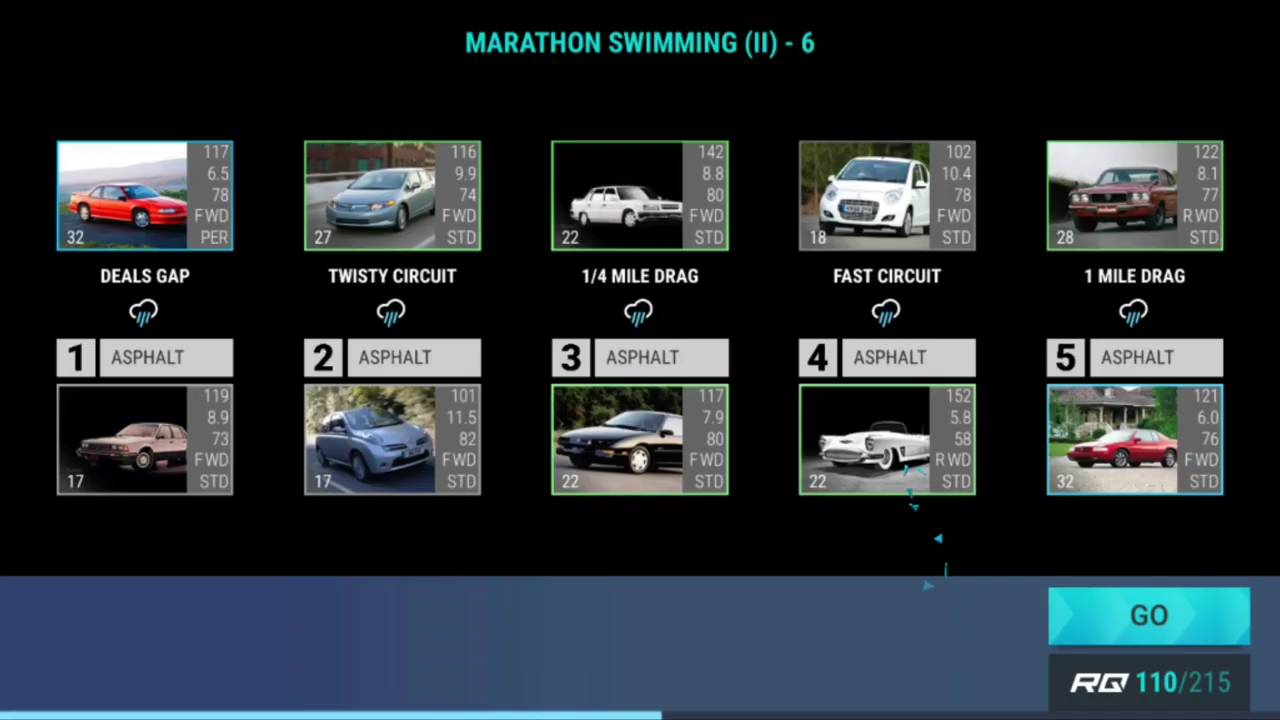 MARATHON SWIMMING (II) - 6
117
6.5
78
FWD
32 PER
116
9.9
74
FWD
27 STD
142
8.8
80
FWD
22 STD
102
10.4
78
FWD
18 STD
122
8.1
77
RWD
28 STD
DEALS GAP
TWISTY CIRCUIT
1/4 MILE DRAG
FAST CIRCUIT
1 MILE DRAG
1 ASPHALT
2 ASPHALT
3 ASPHALT
4 ASPHALT
5 ASPHALT
119
8.9
73
FWD
17 STD
101
11.5
82
FWD
17 STD
117
7.9
80
FWD
22 STD
152
5.8
58
RWD
22 STD
121
6.0
76
FWD
32 STD
GO
RQ 110/215